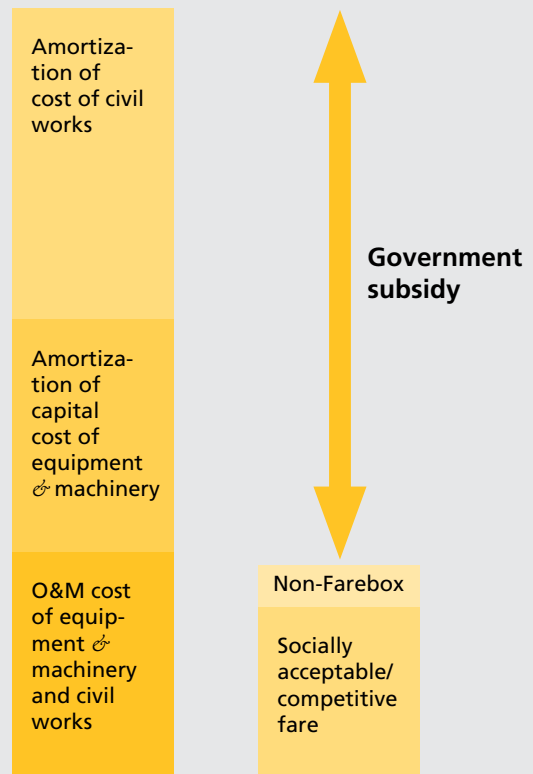 Amortiza-
tion of
cost of civil
works
Government
subsidy
Amortiza-
tion of
capital
cost of
equipment
& machinery
O&M cost
of equip-
ment &
machinery
and civil
works
Non-Farebox
Socially
acceptable/
competitive
fare